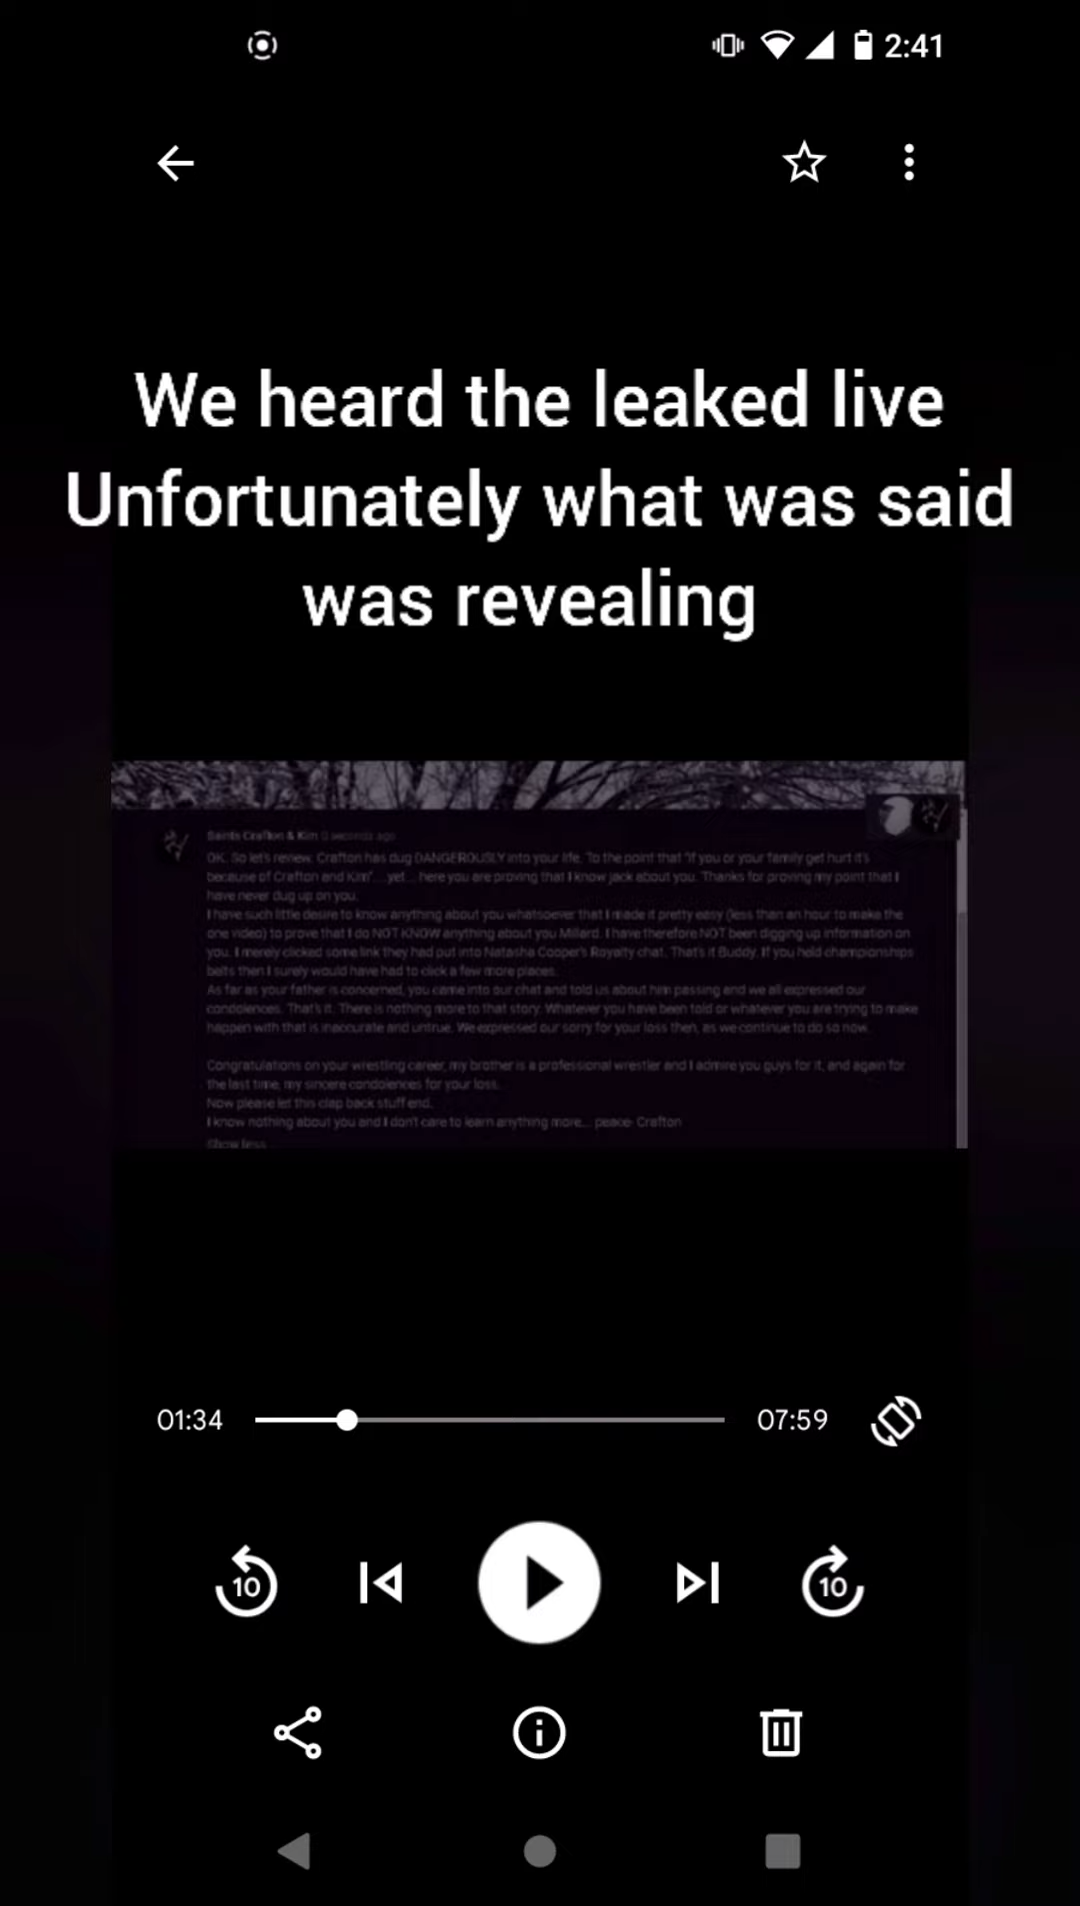 2:41
We heard the leaked live
Unfortunately what was said
was revealing
Saints Crafton & Kim 0 seconds ago
OK. So let's review. Crafton has dug DANGEROUSLY into your life. To the point that "if you or your family get hurt it's
because of Crafton and Kim"....yet... here you are proving that I know jack about you. Thanks for proving my point that I
have never dug up on you.
I have such little desire to know anything about you whatsoever that I made it pretty easy (less than an hour to make the
one video) to prove that I do NOT KNOW anything about you Millard. I have therefore NOT been digging up information on
you. I merely clicked some link they had put into Natasha Cooper's Royalty chat. That's it Buddy. If you held championships
belts then I surely would have had to click a few more places.
As far as your father is concerned, you came into our chat and told us about him passing and we all expressed our
condolences. That's it. There is nothing more to that story. Whatever you have been told or whatever you are trying to make
happen with that is inaccurate and untrue. We expressed our sorry for your loss then, as we continue to do so now.
Congratulations on your wrestling career, my brother is a professional wrestler and I admire you guys for it, and again for
the last time, my sincere condolences for your loss.
Now please let this clap back stuff end.
I know nothing about you and I don't care to learn anything more... peace- Crafton
Show less
01:34
07:59
10
10